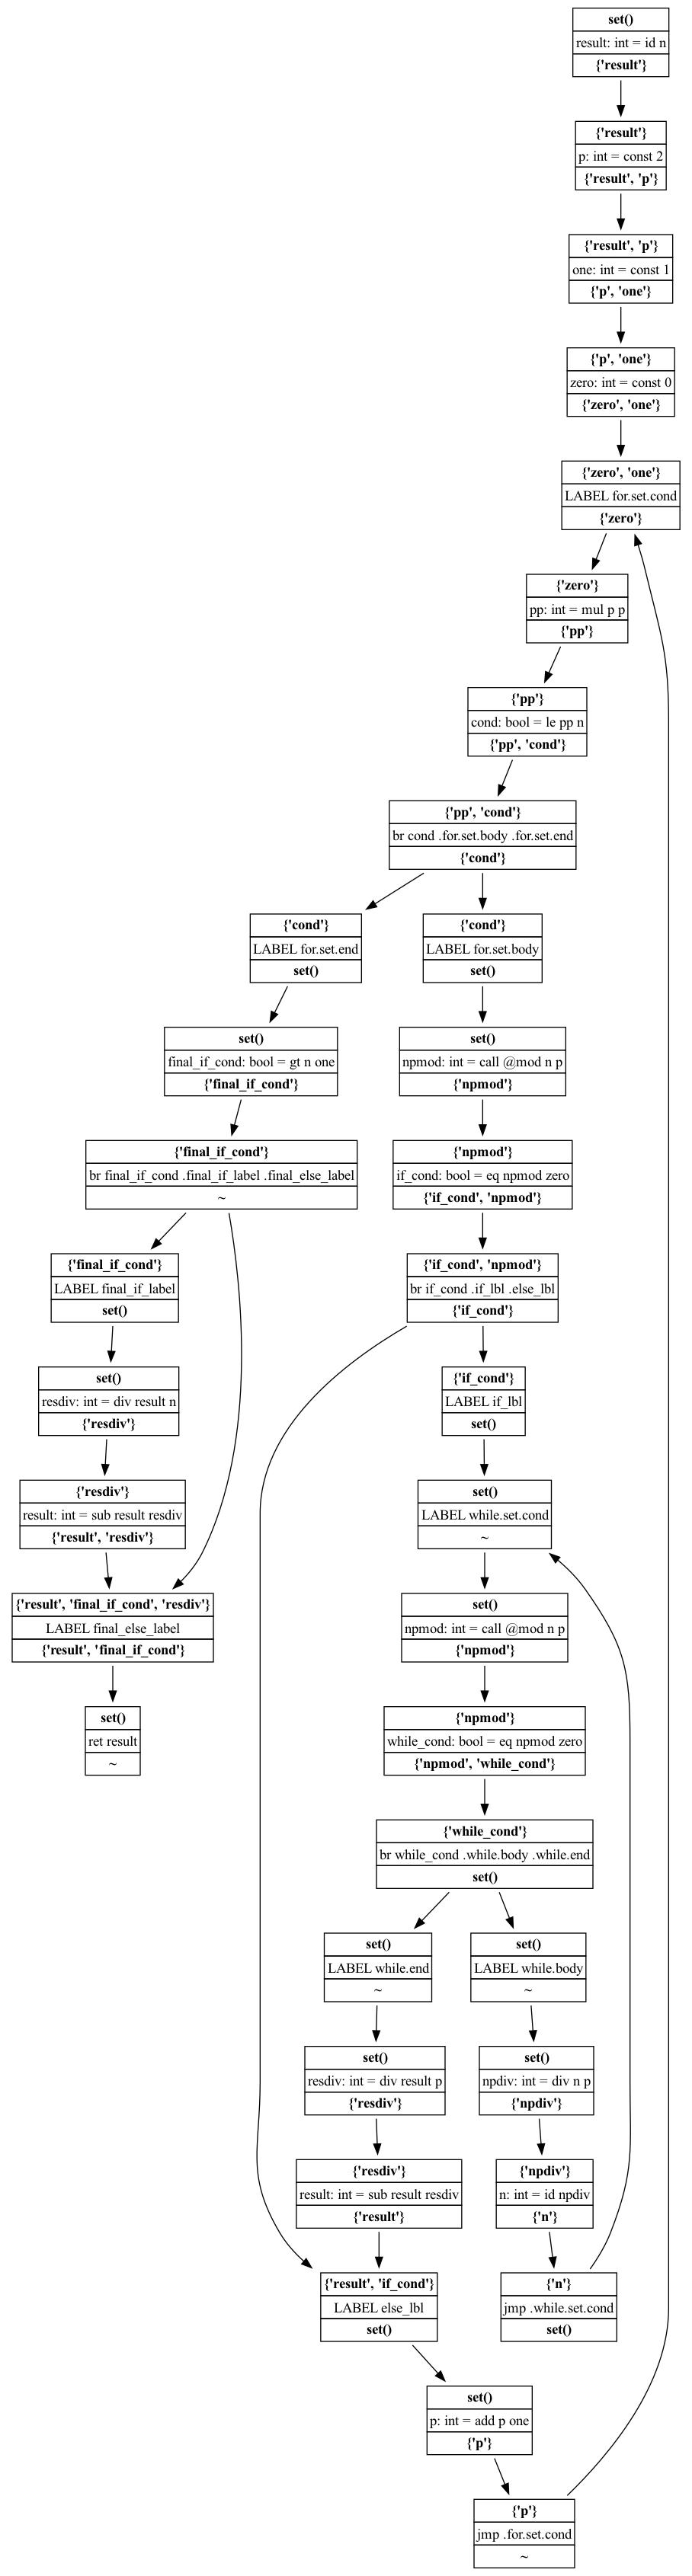 set()
result: int = id n
{'result'}
{'result'}
p: int = const 2
{'result', 'p'}
{'result', 'p'}
one: int = const 1
{'p', 'one'}
{'p', 'one'}
zero: int = const 0
{'zero', 'one'}
{'zero', 'one'}
LABEL for.set.cond
{'zero'}
{'zero'}
pp: int = mul p p
{'pp'}
{'pp'}
cond: bool = le pp n
{'pp', 'cond'}
{'pp', 'cond'}
br cond .for.set.body .for.set.end
{'cond'}
{'cond'}
LABEL for.set.end
set()
{'cond'}
LABEL for.set.body
set()
set()
final_if_cond: bool = gt n one
{'final_if_cond'}
set()
npmod: int = call @mod n p
{'npmod'}
{'final_if_cond'}
br final_if_cond .final_if_label .final_else_label
~
{'npmod'}
if_cond: bool = eq npmod zero
{'if_cond', 'npmod'}
{'final_if_cond'}
LABEL final_if_label
set()
{'if_cond', 'npmod'}
br if_cond .if_lbl .else_lbl
{'if_cond'}
set()
resdiv: int = div result n
{'resdiv'}
{'if_cond'}
LABEL if_lbl
set()
{'resdiv'}
result: int = sub result resdiv
{'result', 'resdiv'}
set()
LABEL while.set.cond
~
{'result', 'final_if_cond', 'resdiv'}
LABEL final_else_label
{'result', 'final_if_cond'}
set()
npmod: int = call @mod n p
{'npmod'}
set()
ret result
~
{'npmod'}
while_cond: bool = eq npmod zero
{'npmod', 'while_cond'}
{'while_cond'}
br while_cond .while.body .while.end
set()
set()
LABEL while.end
~
set()
LABEL while.body
~
set()
resdiv: int = div result p
{'resdiv'}
set()
npdiv: int = div n p
{'npdiv'}
{'resdiv'}
result: int = sub result resdiv
{'result'}
{'npdiv'}
n: int = id npdiv
{'n'}
{'result', 'if_cond'}
LABEL else_lbl
set()
{'n'}
jmp .while.set.cond
set()
set()
p: int = add p one
{'p'}
{'p'}
jmp .for.set.cond
~